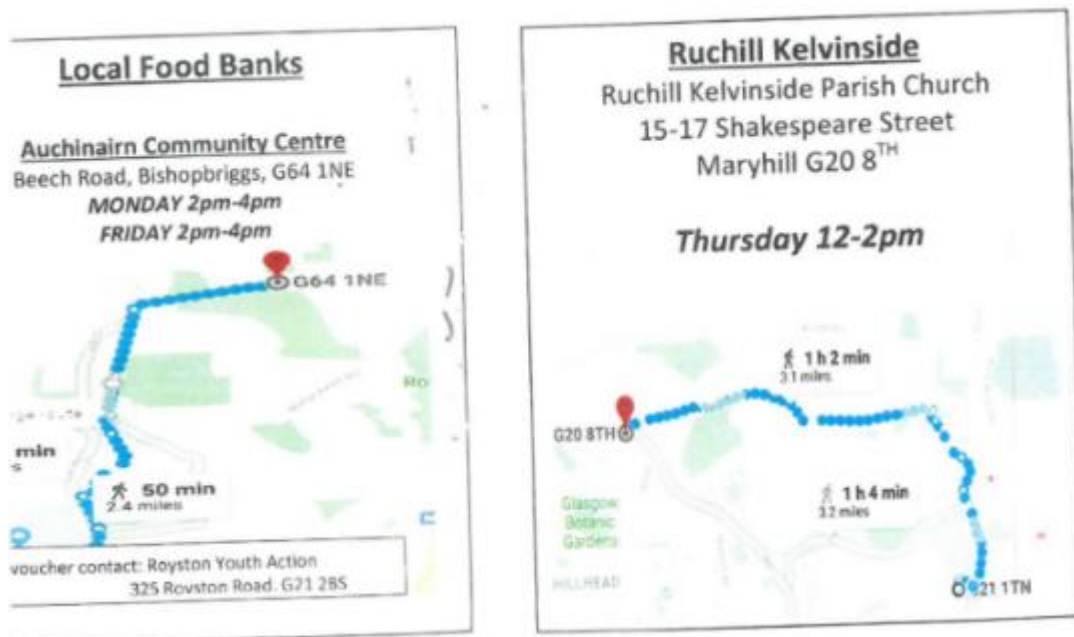 Local Food Banks
Auchinairn Community Centre
Beech Road, Bishopbriggs, G64 1NE
MONDAY 2pm-4pm
FRIDAY 2pm-4pm
G64 1NE
min
50 min
2.4 miles
voucher contact: Royston Youth Action
325 Royston Road. G21 2BS
Ruchill Kelvinside
Ruchill Kelvinside Parish Church
15-17 Shakespeare Street
Maryhill G20 8TH
Thursday 12-2pm
1 h 2 min
3.1 miles
G20 8TH
1 h 4 min
3.2 miles
Glasgow
Botanic
Gardens
HILLHEAD
21 1TN